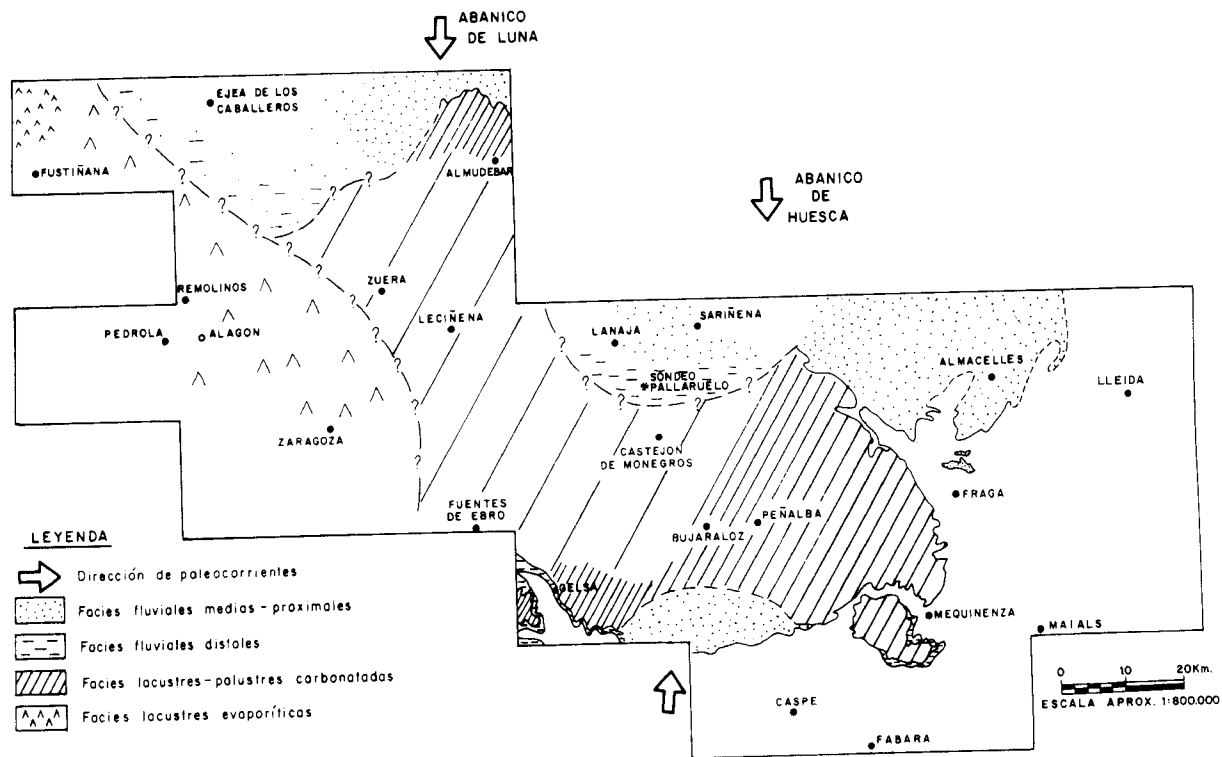 ABANICO
DE LUNA
EJEA DE LOS
CABALLEROS
FUSTIÑANA
ALMUDEBAR
ABANICO
DE
HUESCA
REMOLINOS
ZUERA
PEDROLA
ALAGON
LECIÑENA
LANAJA
SARIÑENA
SONDEO
PALLARUELO
ALMACELLES
LLEIDA
ZARAGOZA
CASTEJON
DE MONEGROS
FRAGA
FUENTES
DE EBRO
BUJARALOZ
PEÑALBA
GELSA
MEQUINENZA
MAIALS
CASPE
FABARA
LEYENDA
Dirección de paleocorrientes
Facies fluviales medias-proximales
Facies fluviales distales
Facies lacustres-palustres carbonatadas
Facies lacustres evaporíticas
0 10 20 Km.
ESCALA APROX. 1:800.000
? ? ? ? ? ? ? ? ? ? ? ? ? ? ? ? ? ? ?